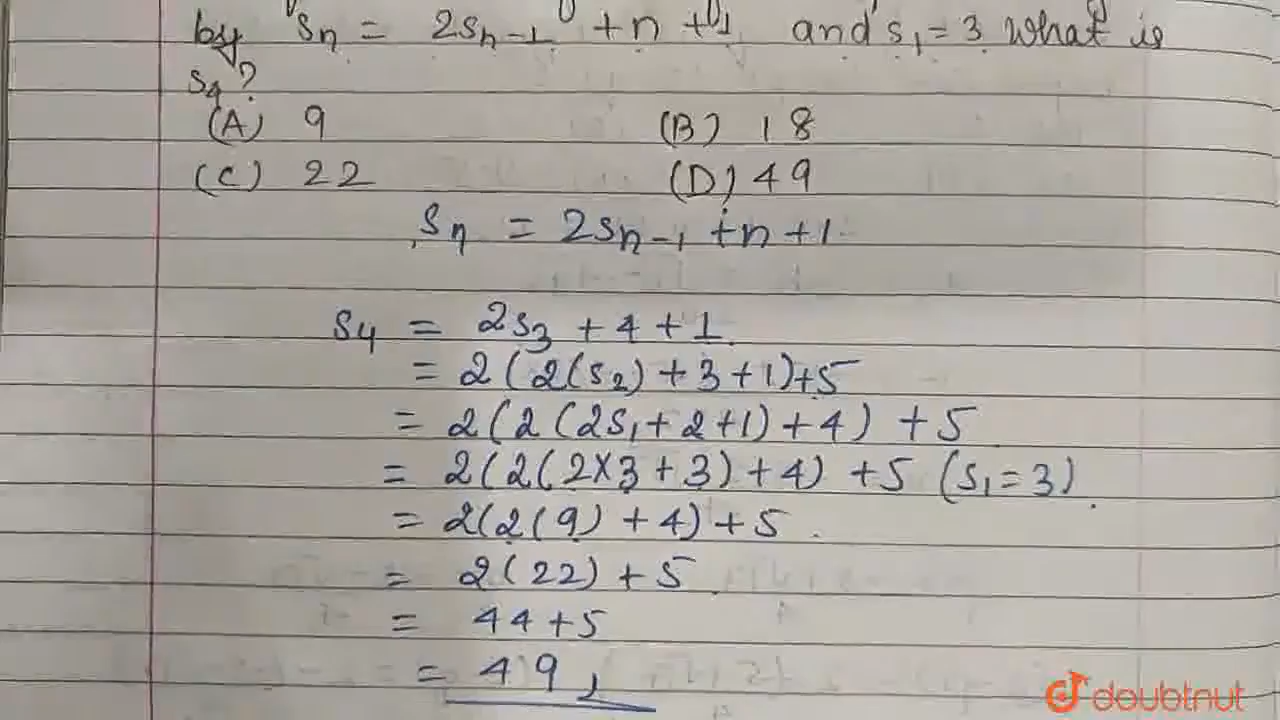 by Sn = 2Sn-1 + n + 1 and S1 = 3 What is
S4?
(A) 9 (B) 18
(C) 22 (D) 49
Sn = 2Sn-1 + n + 1.
S4 = 2S3 + 4 + 1
= 2(2(S2) + 3 + 1) + 5
= 2(2(2S1 + 2 + 1) + 4) + 5
= 2(2(2×3 + 3) + 4) + 5 (S1 = 3)
= 2(2(9) + 4) + 5
= 2(22) + 5
= 44 + 5
= 49
doubtnut